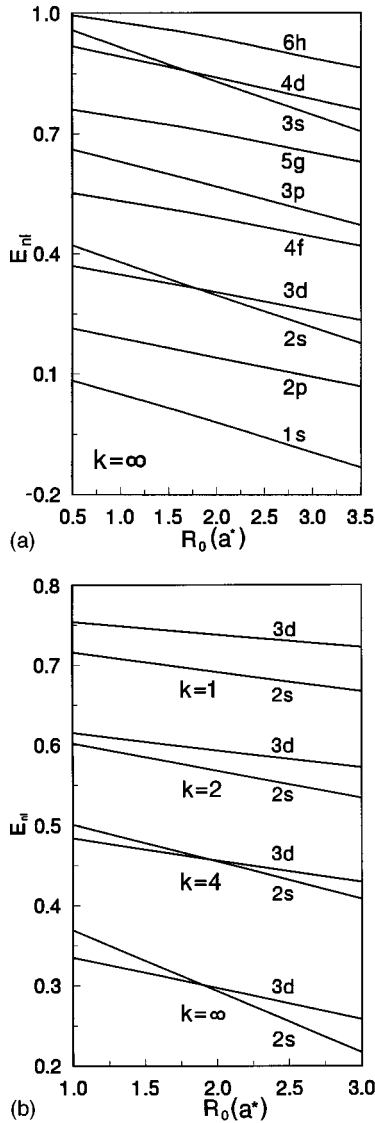 1.0
0.7
0.4
0.1
-0.2
E_nl
6h
4d
3s
5g
3p
4f
3d
2s
2p
1s
k=∞
0.5 1.0 1.5 2.0 2.5 3.0 3.5
(a)
R₀(a*)
0.8
0.7
0.6
0.5
0.4
0.3
0.2
E_nl
3d
k=1 2s
3d
k=2 2s
3d
k=4 2s
3d
k=∞
2s
1.0 1.5 2.0 2.5 3.0
(b)
R₀(a*)